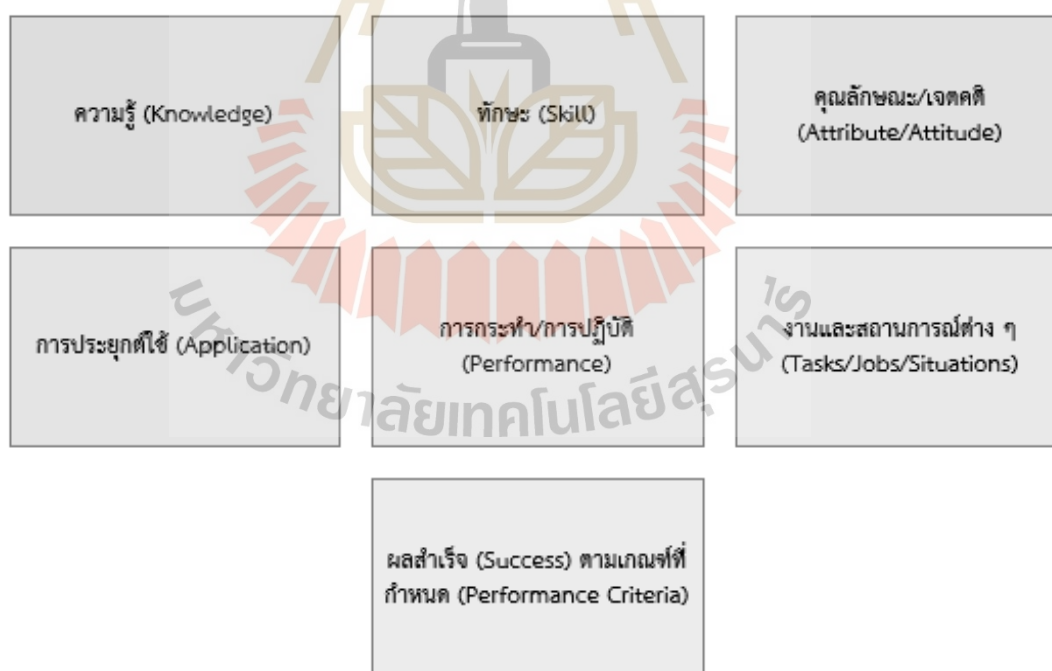 ความรู้ (Knowledge)
ทักษะ (Skill)
คุณลักษณะ/เจตคติ
(Attribute/Attitude)
การประยุกต์ใช้ (Application)
การกระทำ/การปฏิบัติ
(Performance)
งานและสถานการณ์ต่าง ๆ
(Tasks/Jobs/Situations)
มหาวิทยาลัยเทคโนโลยีสุรนารี
ผลสำเร็จ (Success) ตามเกณฑ์ที่
กำหนด (Performance Criteria)